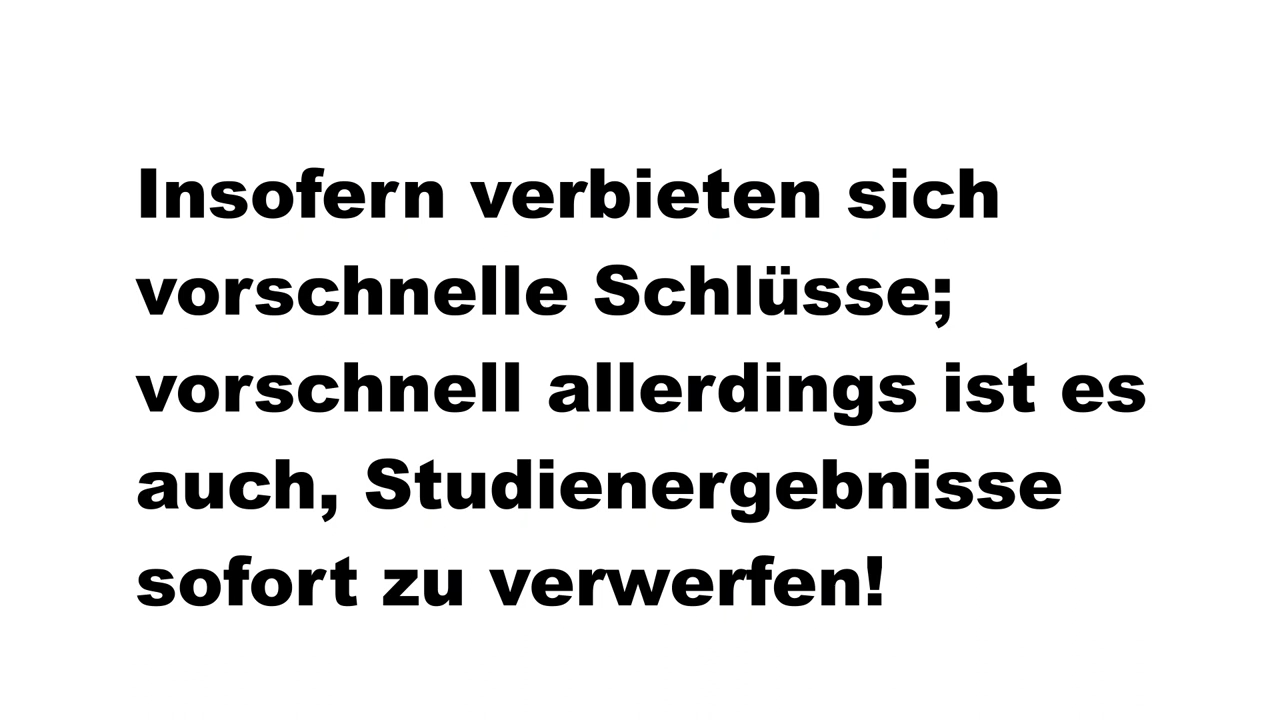 Insofern verbieten sich
vorschnelle Schlüsse;
vorschnell allerdings ist es
auch, Studienergebnisse
sofort zu verwerfen!